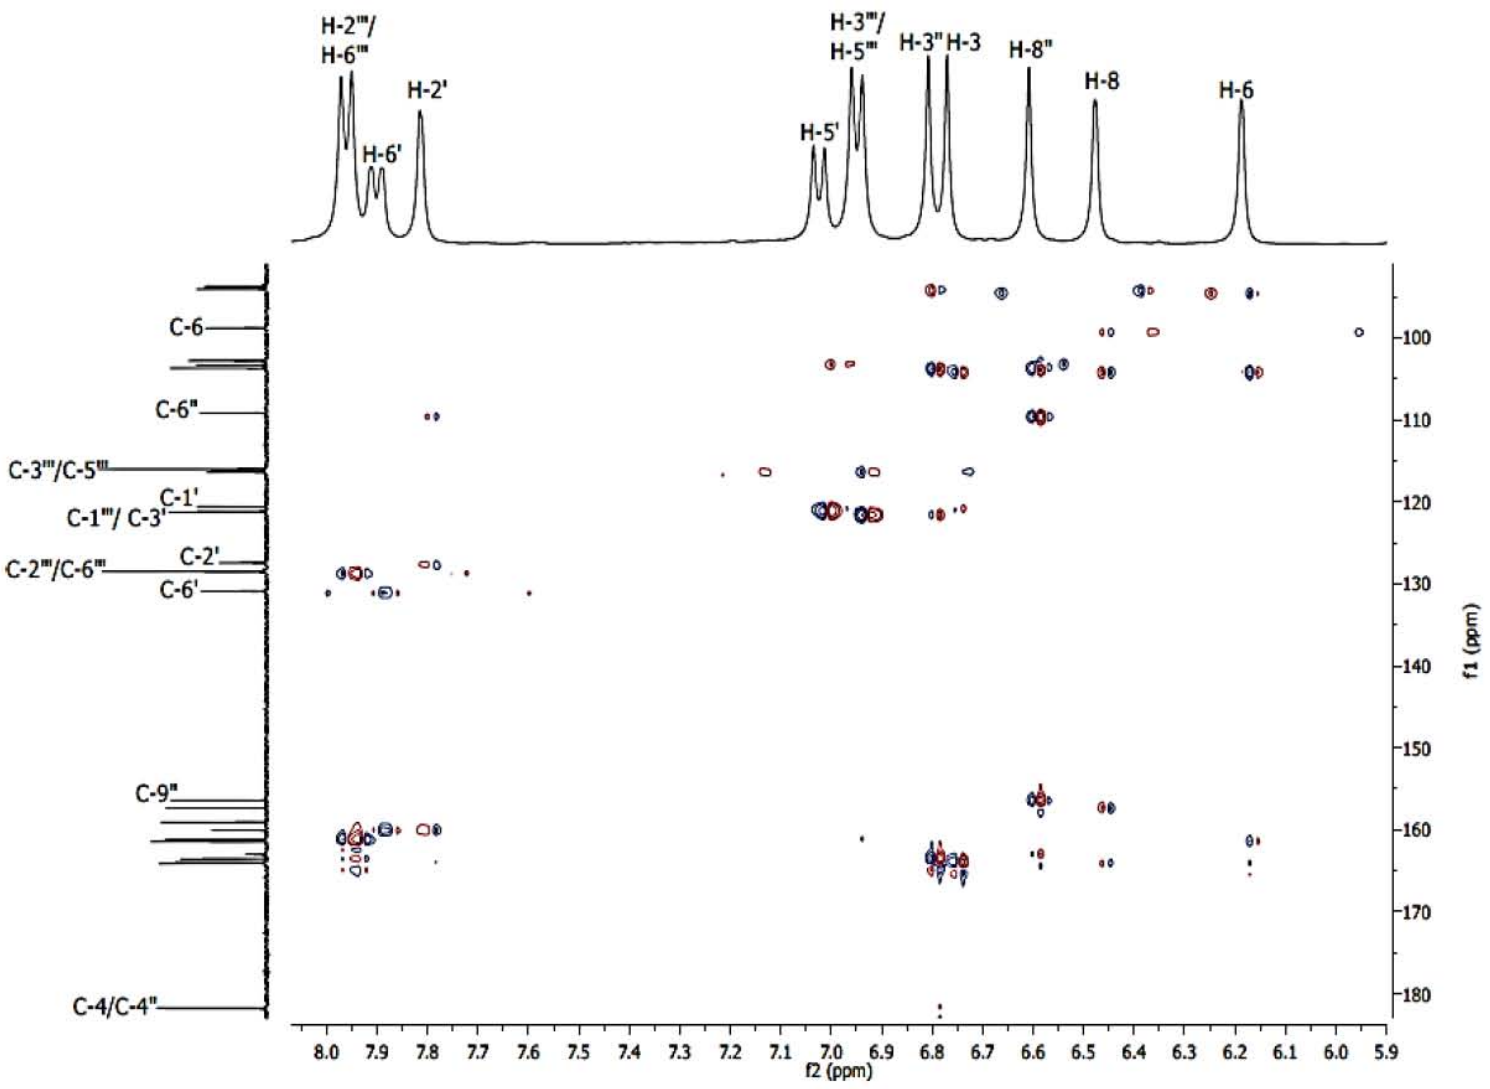 H-2'''/
H-6'''
H-6'
H-2'
H-5'
H-3'''/
H-5'''
H-3" H-3
H-8"
H-8
H-6
C-6
C-6"
C-3'''/C-5'''
C-1'
C-1'''/ C-3'
C-2'
C-2'''/C-6'''
C-6'
C-9"
C-4/C-4"
100
110
120
130
140
150
160
170
180
f1 (ppm)
8.0 7.9 7.8 7.7 7.6 7.5 7.4 7.3 7.2 7.1 7.0 6.9 6.8 6.7 6.6 6.5 6.4 6.3 6.2 6.1 6.0 5.9
f2 (ppm)